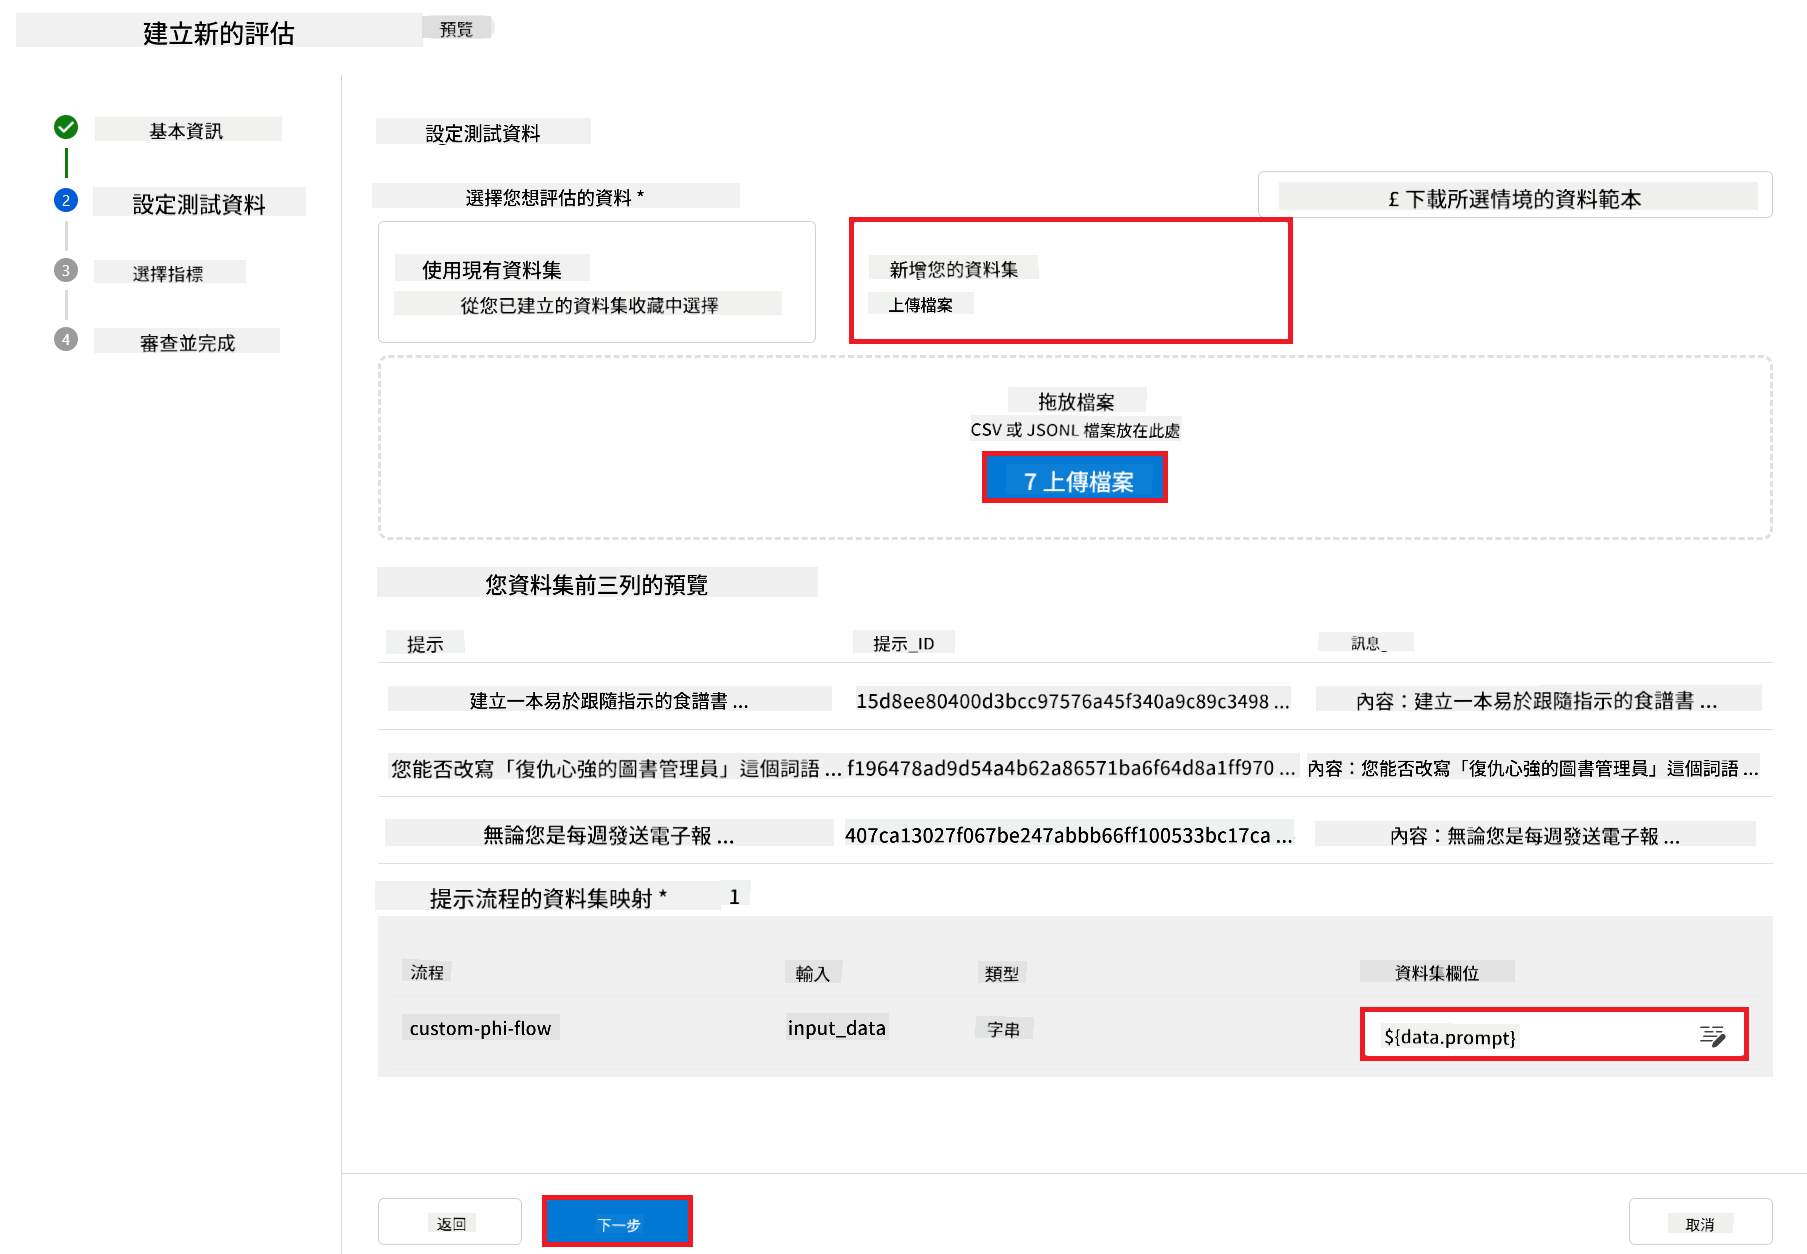 建立新的評估 預覽
基本資訊
2 設定測試資料
3 選擇指標
4 審查並完成
設定測試資料
選擇您想評估的資料 *
£ 下載所選情境的資料範本
使用現有資料集
從您已建立的資料集收藏中選擇
新增您的資料集
上傳檔案
拖放檔案
CSV 或 JSONL 檔案放在此處
7 上傳檔案
您資料集前三列的預覽
提示 提示_ID 訊息_
建立一本易於跟隨指示的食譜書 ... 15d8ee80400d3bcc97576a45f340a9c89c3498 ... 內容：建立一本易於跟隨指示的食譜書 ...
您能否改寫「復仇心強的圖書管理員」這個詞語 ... f196478ad9d54a4b62a86571ba6f64d8a1ff970 ... 內容：您能否改寫「復仇心強的圖書管理員」這個詞語 ...
無論您是每週發送電子報 ... 407ca13027f067be247abbb66ff100533bc17ca ... 內容：無論您是每週發送電子報 ...
提示流程的資料集映射 * 1
流程 輸入 類型 資料集欄位
custom-phi-flow input_data 字串 ${data.prompt}
返回 下一步 取消